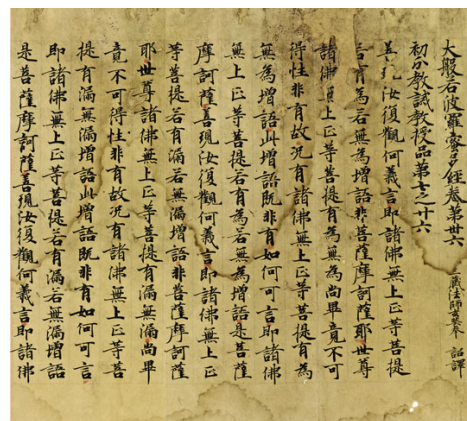 大般若波羅蜜多經卷第卅六 三藏法師玄奘奉 詔譯
初分教誡教授品第七之廿六
善現汝復觀何義言即諸佛無上正等菩提
若有為若無為增語非菩薩摩訶薩耶世尊
諸佛無上正等菩提有為無為尚畢竟不可
得性非有故況有諸佛無上正等菩提有為
無為增語此增語既非有如何可言即諸佛
無上正等菩提若有為若無為增語是菩薩
摩訶薩善現汝復觀何義言即諸佛無上正
等菩提若有漏若無漏增語非菩薩摩訶薩
耶世尊諸佛無上正等菩提有漏無漏尚畢
竟不可得性非有故況有諸佛無上正等菩
提有漏無漏增語此增語既非有如何可言
即諸佛無上正等菩提若有漏若無漏增語
是菩薩摩訶薩善現汝復觀何義言即諸佛